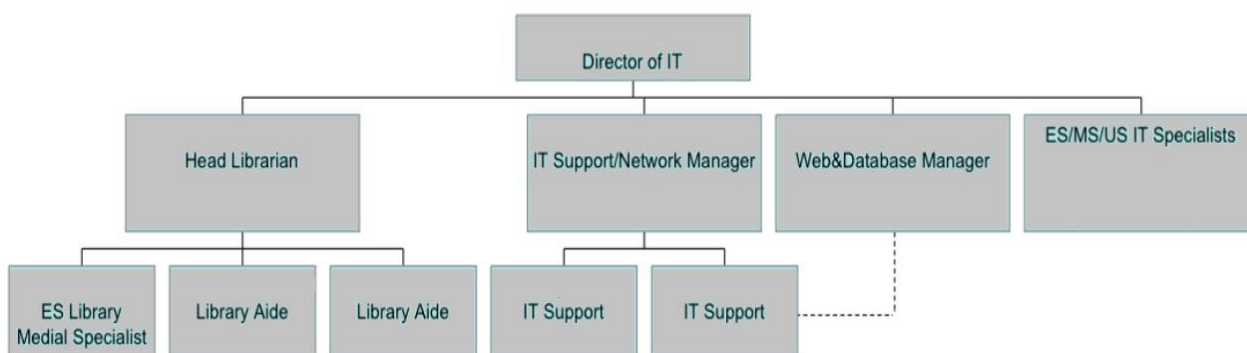 Director of IT
Head Librarian
IT Support/Network Manager
Web&Database Manager
ES/MS/US IT Specialists
ES Library
Medial Specialist
Library Aide
Library Aide
IT Support
IT Support